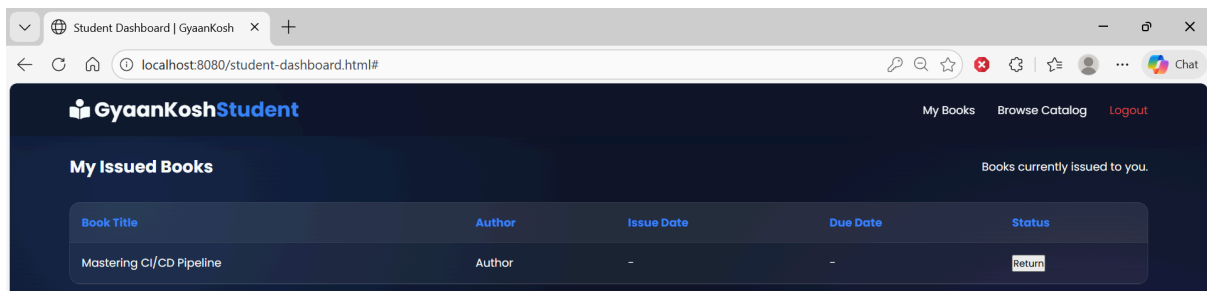 Student Dashboard | GyaanKosh
localhost:8080/student-dashboard.html#
Chat
GyaanKoshStudent
My Books Browse Catalog Logout
My Issued Books
Books currently issued to you.
Book Title Author Issue Date Due Date Status
Mastering CI/CD Pipeline Author - - Return